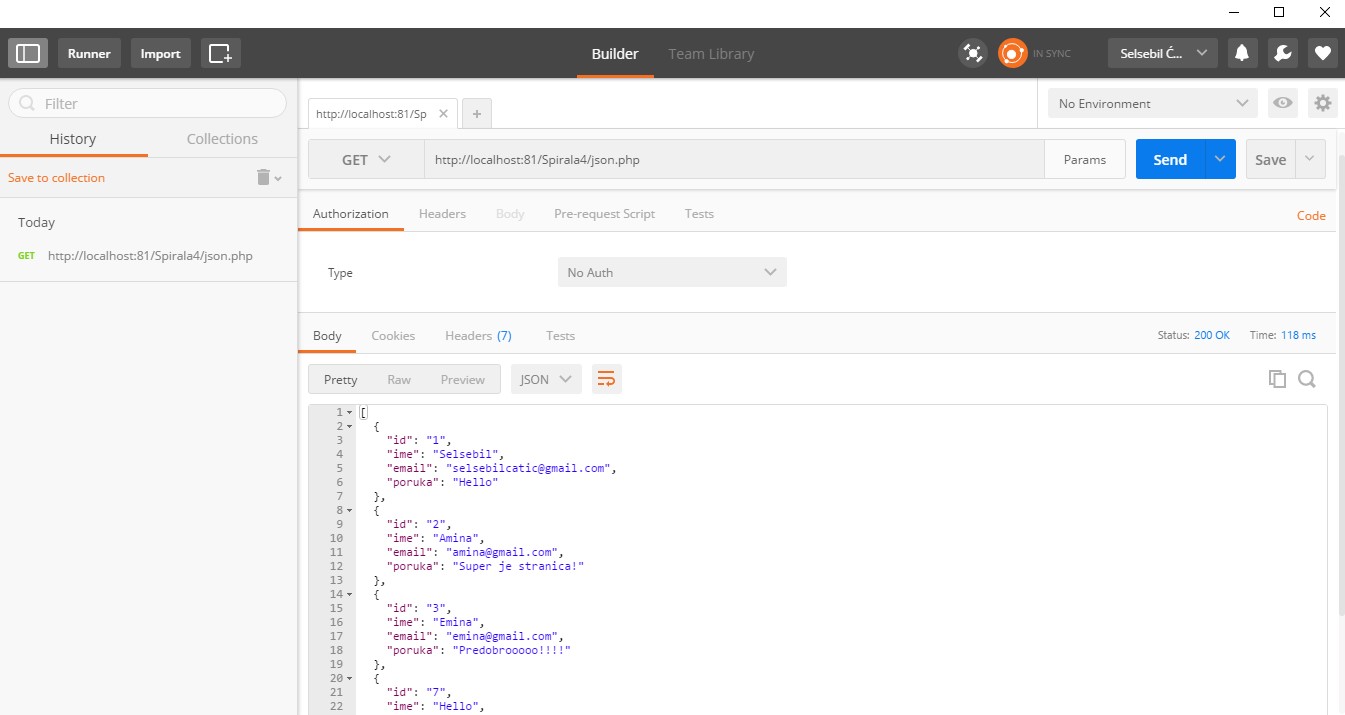 Runner Import Builder Team Library IN SYNC Selsebil Ć...
Filter
History Collections
Save to collection
Today
GET http://localhost:81/Spirala4/json.php
http://localhost:81/Sp No Environment
GET http://localhost:81/Spirala4/json.php Params Send Save
Authorization Headers Body Pre-request Script Tests Code
Type No Auth
Body Cookies Headers (7) Tests Status: 200 OK Time: 118 ms
Pretty Raw Preview JSON
1 [
2 {
3 "id": "1",
4 "ime": "Selsebil",
5 "email": "selsebilcatic@gmail.com",
6 "poruka": "Hello"
7 },
8 {
9 "id": "2",
10 "ime": "Amina",
11 "email": "amina@gmail.com",
12 "poruka": "Super je stranica!"
13 },
14 {
15 "id": "3",
16 "ime": "Emina",
17 "email": "emina@gmail.com",
18 "poruka": "Predobrooooo!!!!"
19 },
20 {
21 "id": "7",
22 "ime": "Hello",